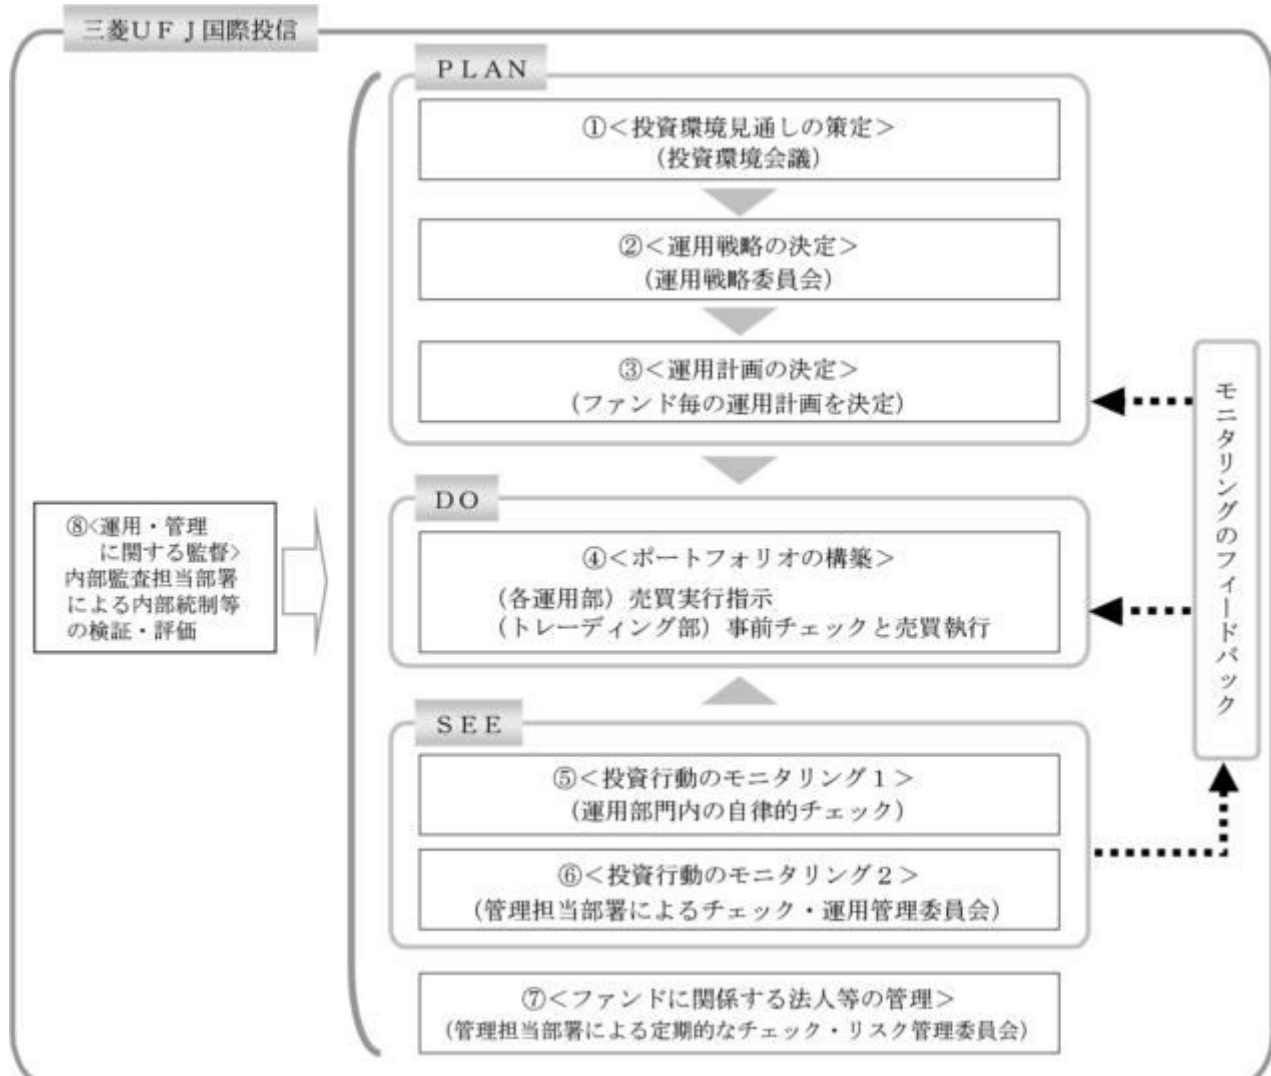 三菱ＵＦＪ国際投信
ＰＬＡＮ
①＜投資環境見通しの策定＞
（投資環境会議）
②＜運用戦略の決定＞
（運用戦略委員会）
③＜運用計画の決定＞
（ファンド毎の運用計画を決定）
ＤＯ
④＜ポートフォリオの構築＞
（各運用部）売買実行指示
（トレーディング部）事前チェックと売買執行
ＳＥＥ
⑤＜投資行動のモニタリング１＞
（運用部門内の自律的チェック）
⑥＜投資行動のモニタリング２＞
（管理担当部署によるチェック・運用管理委員会）
⑦＜ファンドに関係する法人等の管理＞
（管理担当部署による定期的なチェック・リスク管理委員会）
⑧<運用・管理
に関する監督>
内部監査担当部署
による内部統制等
の検証・評価
モニタリングのフィードバック